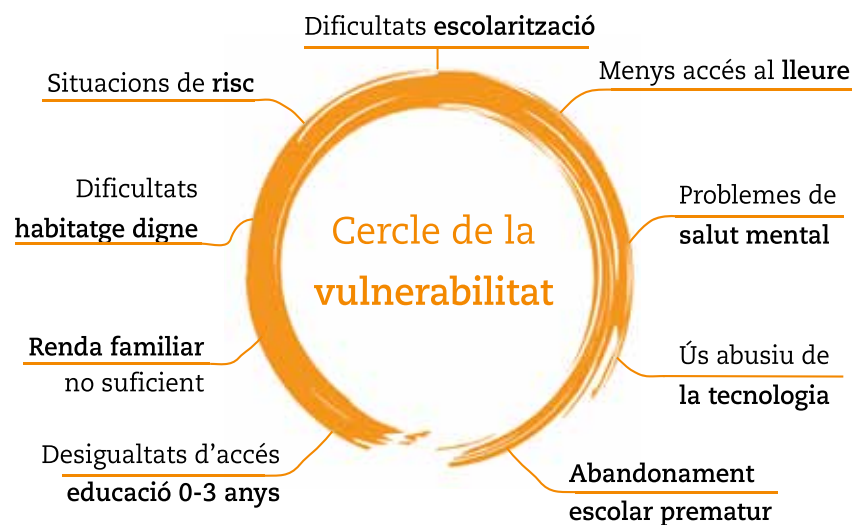 Dificultats escolarització
Menys accés al lleure
Situacions de risc
Problemes de
salut mental
Dificultats
habitatge digne
Cercle de la
vulnerabilitat
Renda familiar
no suficient
Ús abusiu de
la tecnologia
Desigualtats d’accés
educació 0-3 anys
Abandonament
escolar prematur